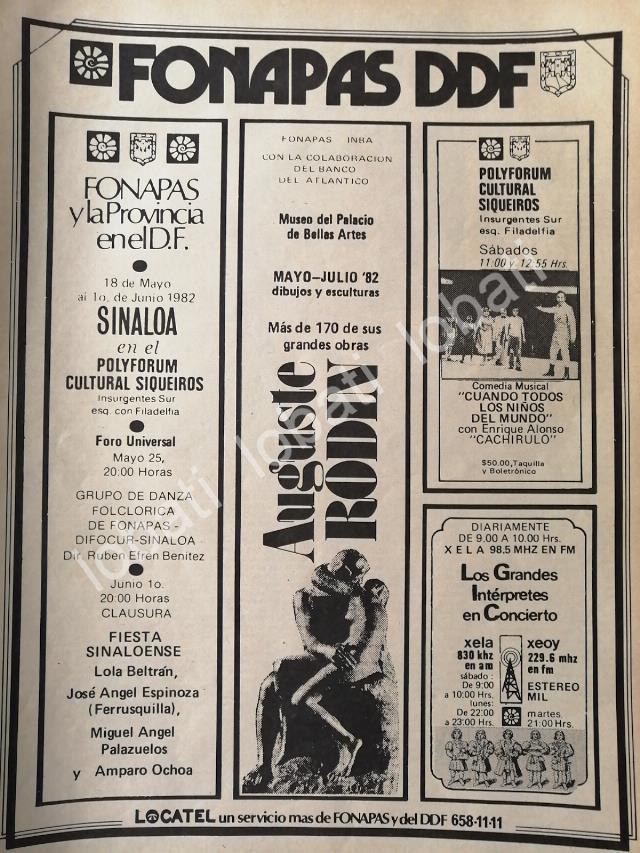 FONAPAS DDF
FONAPAS
y la Provincia
en el D.F.
18 de Mayo
al 1o. de Junio 1982
SINALOA
en el
POLYFORUM
CULTURAL SIQUEIROS
Insurgentes Sur
esq. con Filadelfia
Foro Universal
Mayo 25,
20:00 Horas
GRUPO DE DANZA
FOLCLORICA
DE FONAPAS -
DIFOCUR-SINALOA
Dir. Ruben Efrén Benitez
Junio 1o.
20:00 Horas
CLAUSURA
FIESTA
SINALOENSE
Lola Beltrán,
José Angel Espinoza
(Ferrusquilla),
Miguel Angel
Palazuelos
y Amparo Ochoa
FONAPAS INBA
CON LA COLABORACION
DEL BANCO
DEL ATLANTICO
Museo del Palacio
de Bellas Artes
MAYO-JULIO '82
dibujos y esculturas
Más de 170 de sus
grandes obras
Auguste
RODIN
POLYFORUM
CULTURAL
SIQUEIROS
Insurgentes Sur
esq. Filadelfia
Sábados
11:00 y 12:55 Hrs.
Comedia Musical
"CUANDO TODOS
LOS NIÑOS
DEL MUNDO"
con Enrique Alonso
"CACHIRULO"
$50.00, Taquilla
y Boletrónico
DIARIAMENTE
DE 9.00 A 10.00 Hrs.
X E L A 98.5 MHZ EN FM
Los Grandes
Intérpretes
en Concierto
xela
830 khz
en am
sábado:
De 9:00
a 10:00 Hrs.
lunes:
De 22:00
a 23:00 Hrs.
xeoy
229.6 mhz
en fm
ESTEREO
MIL
martes,
21:00 Hrs.
LOCATEL un servicio mas de FONAPAS y del DDF 658-11-11
lobati lobati lobati lobati